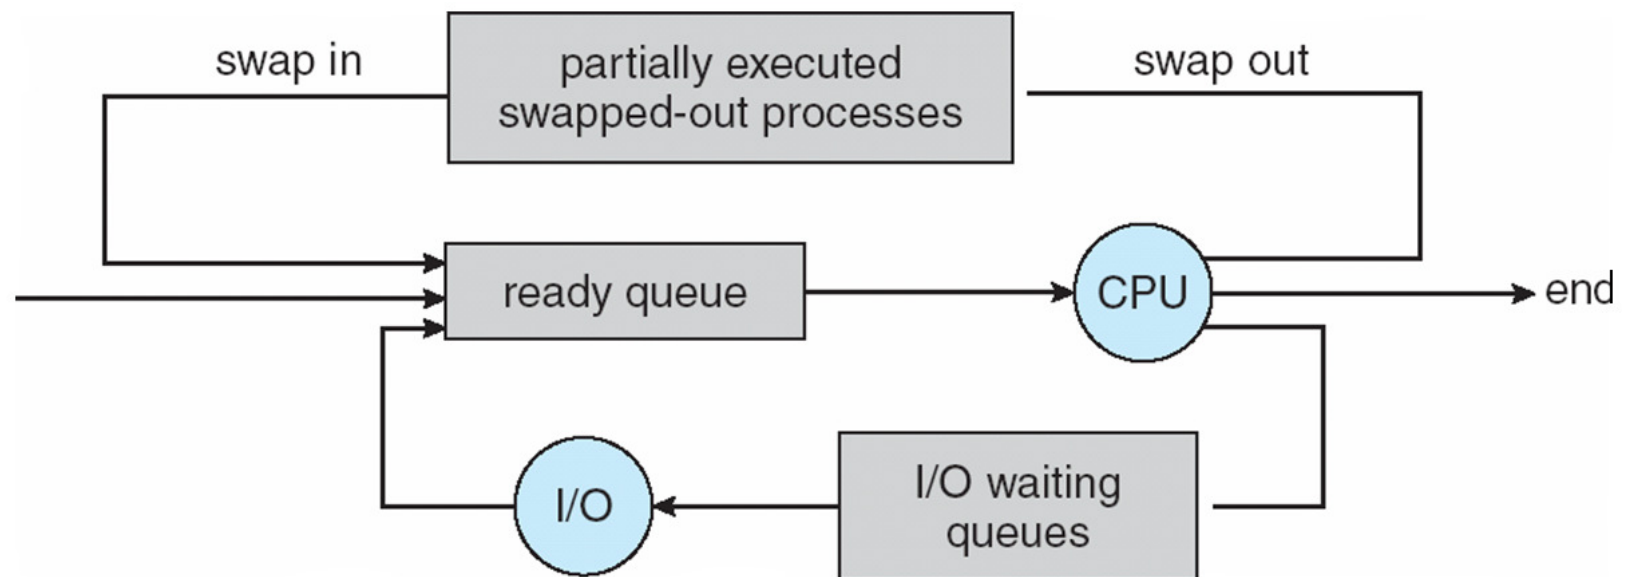 swap in
partially executed
swapped-out processes
swap out
ready queue
CPU
end
I/O
I/O waiting
queues